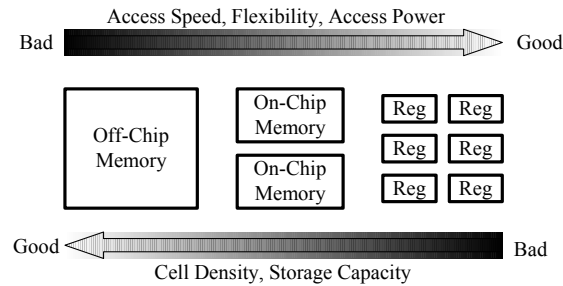 Access Speed, Flexibility, Access Power
Bad
Good
Off-Chip
Memory
On-Chip
Memory
On-Chip
Memory
Reg
Reg
Reg
Reg
Reg
Reg
Good
Bad
Cell Density, Storage Capacity